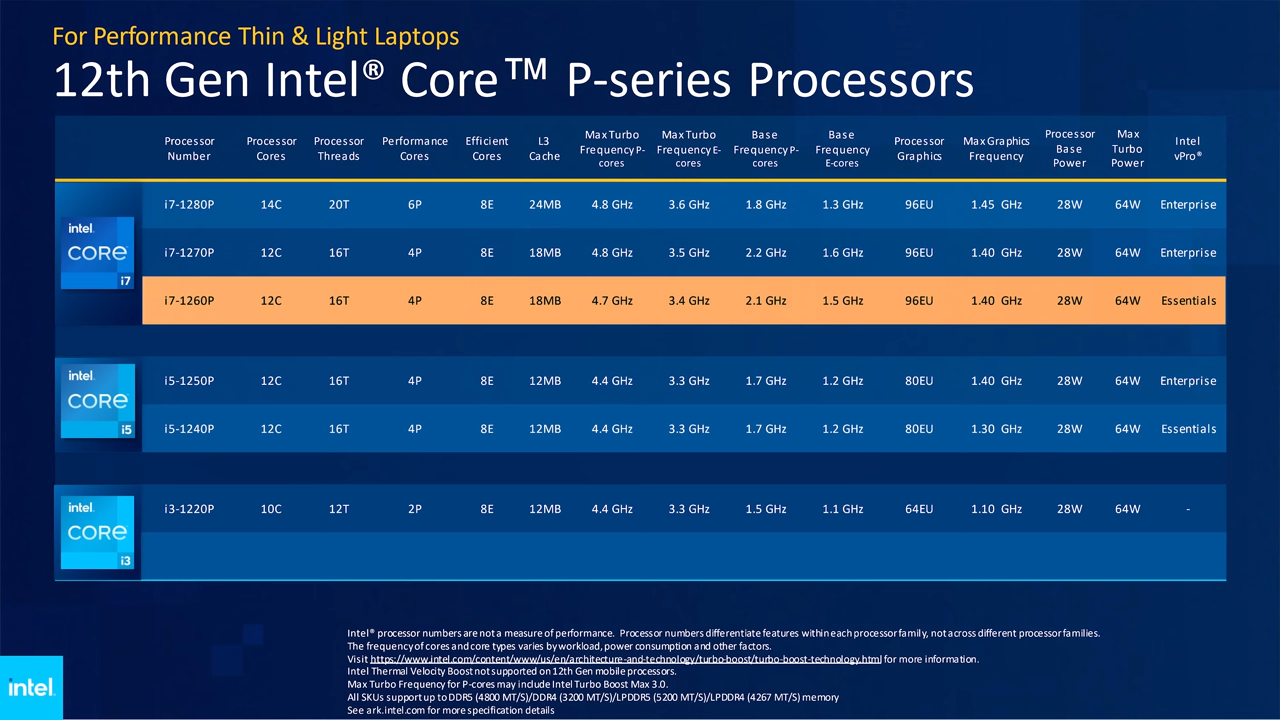 For Performance Thin & Light Laptops
12th Gen Intel® Core™ P-series Processors
Processor Number Processor Cores Processor Threads Performance Cores Efficient Cores L3 Cache Max Turbo Frequency P-cores Max Turbo Frequency E-cores Base Frequency P-cores Base Frequency E-cores Processor Graphics Max Graphics Frequency Processor Base Power Max Turbo Power Intel vPro®
intel. CORE i7
i7-1280P 14C 20T 6P 8E 24MB 4.8 GHz 3.6 GHz 1.8 GHz 1.3 GHz 96EU 1.45 GHz 28W 64W Enterprise
i7-1270P 12C 16T 4P 8E 18MB 4.8 GHz 3.5 GHz 2.2 GHz 1.6 GHz 96EU 1.40 GHz 28W 64W Enterprise
i7-1260P 12C 16T 4P 8E 18MB 4.7 GHz 3.4 GHz 2.1 GHz 1.5 GHz 96EU 1.40 GHz 28W 64W Essentials
intel. CORE i5
i5-1250P 12C 16T 4P 8E 12MB 4.4 GHz 3.3 GHz 1.7 GHz 1.2 GHz 80EU 1.40 GHz 28W 64W Enterprise
i5-1240P 12C 16T 4P 8E 12MB 4.4 GHz 3.3 GHz 1.7 GHz 1.2 GHz 80EU 1.30 GHz 28W 64W Essentials
intel. CORE i3
i3-1220P 10C 12T 2P 8E 12MB 4.4 GHz 3.3 GHz 1.5 GHz 1.1 GHz 64EU 1.10 GHz 28W 64W -
Intel® processor numbers are not a measure of performance. Processor numbers differentiate features within each processor family, not across different processor families.
The frequency of cores and core types varies by workload, power consumption and other factors.
Visit https://www.intel.com/content/www/us/en/architecture-and-technology/turbo-boost/turbo-boost-technology.html for more information.
Intel Thermal Velocity Boost not supported on 12th Gen mobile processors.
Max Turbo Frequency for P-cores may include Intel Turbo Boost Max 3.0.
All SKUs support up to DDR5 (4800 MT/S)/DDR4 (3200 MT/S)/LPDDR5 (5200 MT/S)/LPDDR4 (4267 MT/S) memory
See ark.intel.com for more specification details
intel.